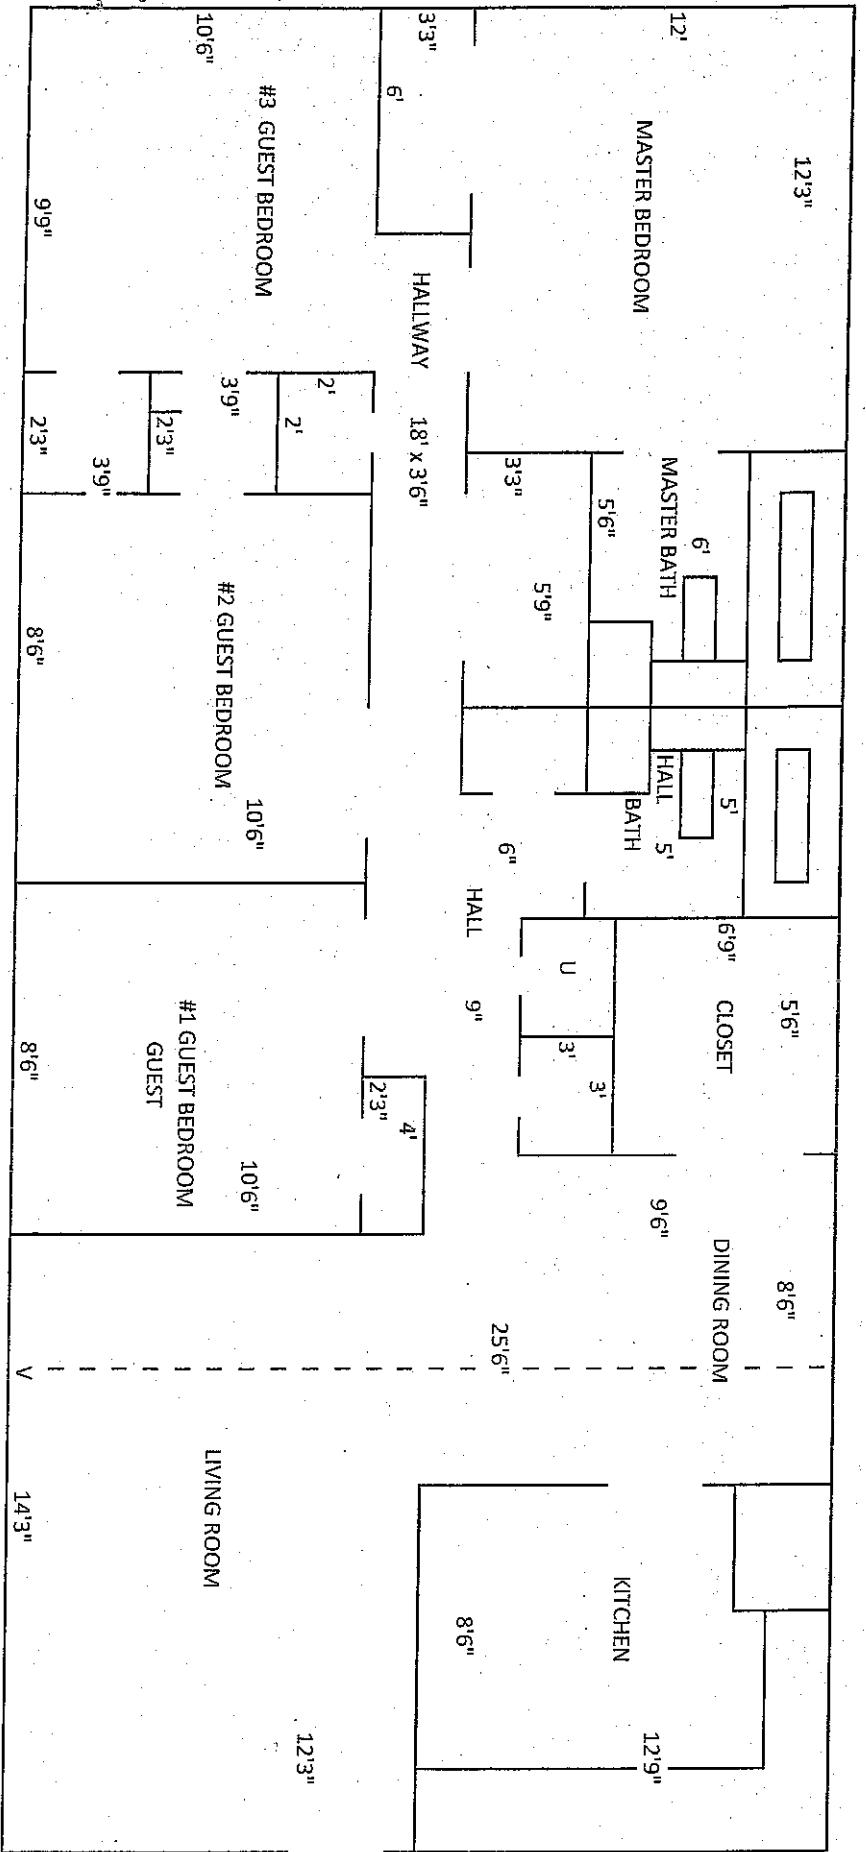 12'
12'3"
MASTER BEDROOM
MASTER BATH
6'
5'6"
3'3"
5'9"
5'
HALL
5'
BATH
6"
6'9"
5'6"
CLOSET
U
3'
3'
8'6"
DINING ROOM
9'6"
25'6"
KITCHEN
12'9"
8'6"
3'3"
6'
HALLWAY 18' x 3'6"
HALL 9"
10'6"
#3 GUEST BEDROOM
9'9"
2'
2'
3'9"
2'3"
3'9"
2'3"
#2 GUEST BEDROOM
10'6"
8'6"
2'3"
4'
#1 GUEST BEDROOM
GUEST
10'6"
8'6"
V
LIVING ROOM
12'3"
14'3"